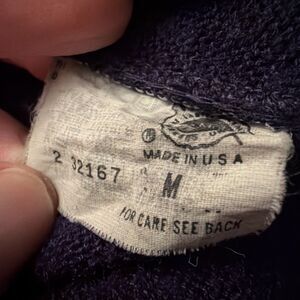 ®
MADE IN U S A
2 32167 M
FOR CARE SEE BACK